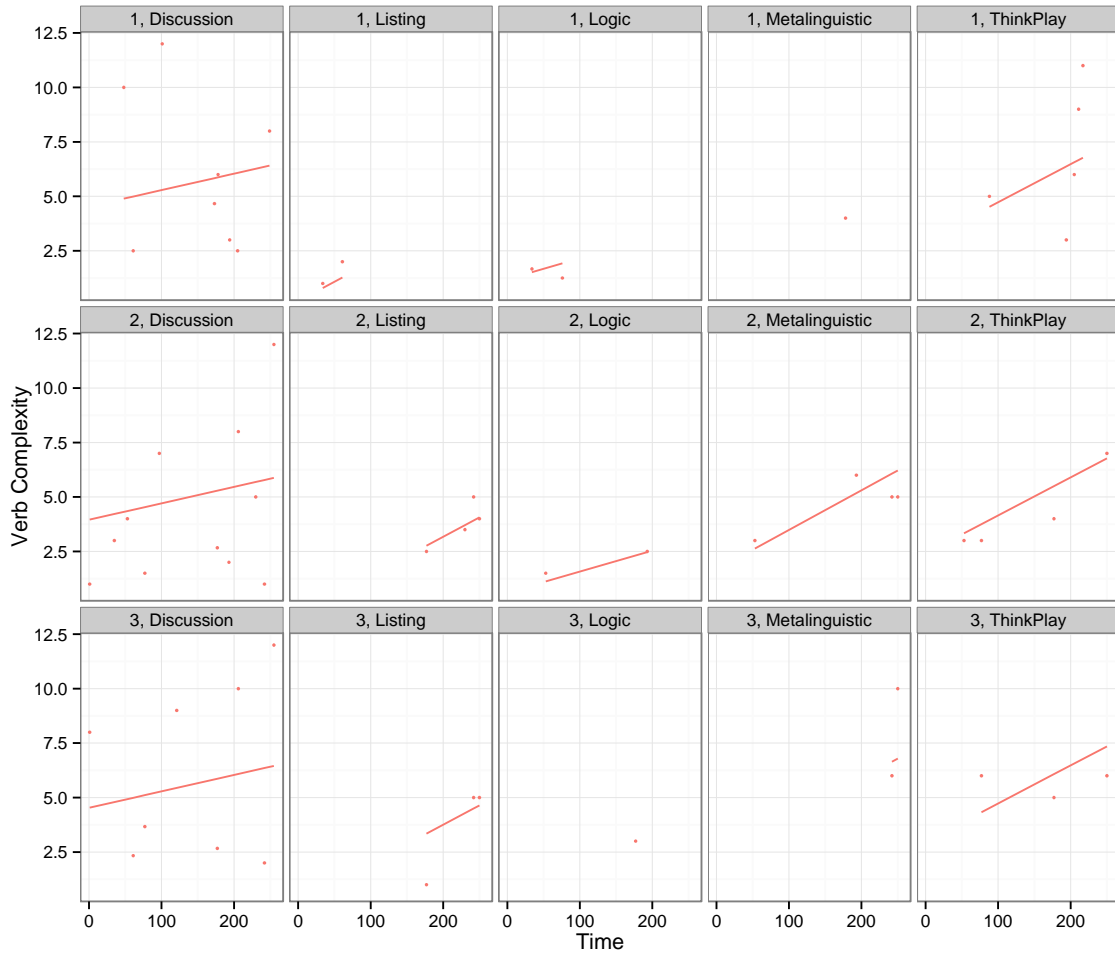 1, Discussion
1, Listing
1, Logic
1, Metalinguistic
1, ThinkPlay
12.5
10.0
7.5
5.0
2.5
2, Discussion
2, Listing
2, Logic
2, Metalinguistic
2, ThinkPlay
12.5
10.0
7.5
5.0
2.5
3, Discussion
3, Listing
3, Logic
3, Metalinguistic
3, ThinkPlay
12.5
10.0
7.5
5.0
2.5
0 100 200
0 100 200
0 100 200
0 100 200
0 100 200
Time
Verb Complexity